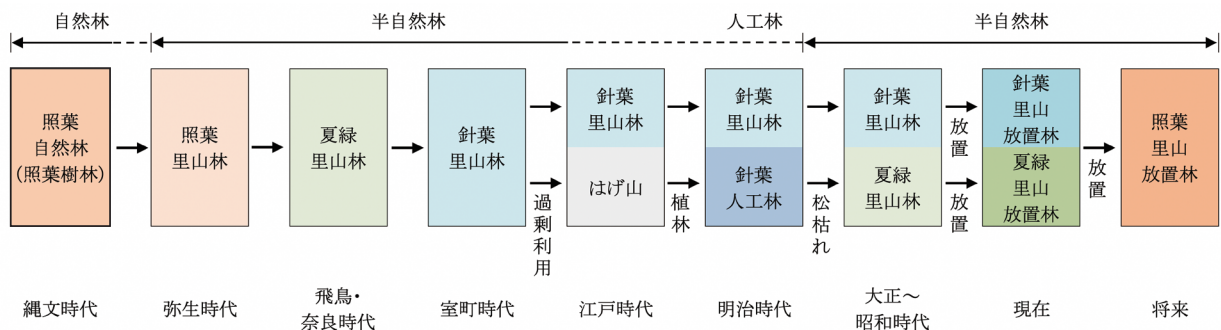 自然林
半自然林
人工林
半自然林
照葉
自然林
(照葉樹林)
照葉
里山林
夏緑
里山林
針葉
里山林
過剰利用
針葉
里山林
はげ山
植林
針葉
里山林
針葉
人工林
松枯れ
針葉
里山林
夏緑
里山林
放置
放置
針葉
里山
放置林
夏緑
里山
放置林
放置
照葉
里山
放置林
縄文時代
弥生時代
飛鳥・
奈良時代
室町時代
江戸時代
明治時代
大正〜
昭和時代
現在
将来